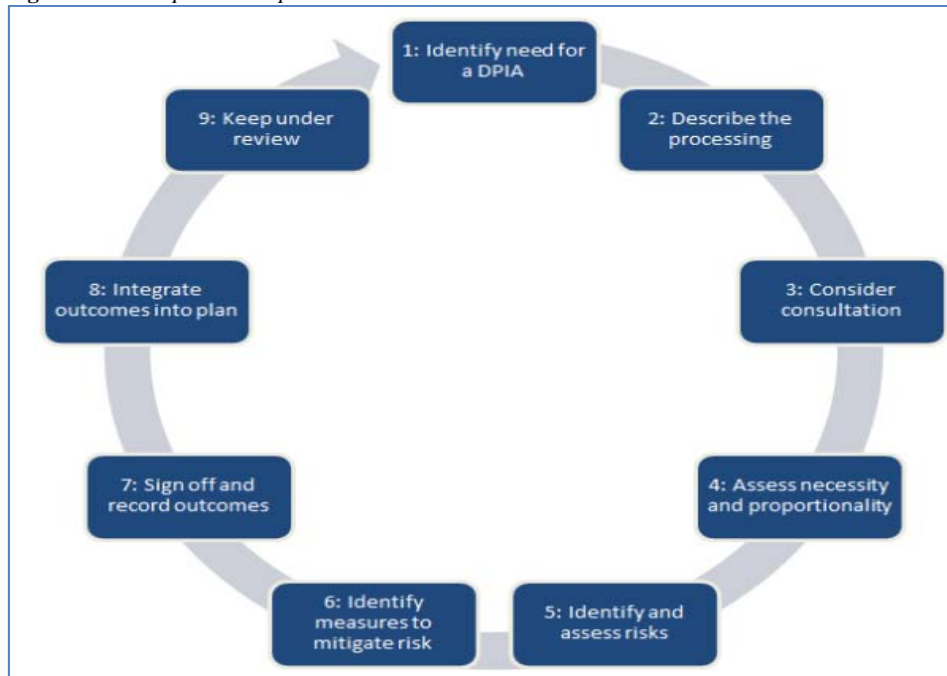 1: Identify need for
a DPIA
2: Describe the
processing
3: Consider
consultation
4: Assess necessity
and proportionality
5: Identify and
assess risks
6: Identify
measures to
mitigate risk
7: Sign off and
record outcomes
8: Integrate
outcomes into plan
9: Keep under
review